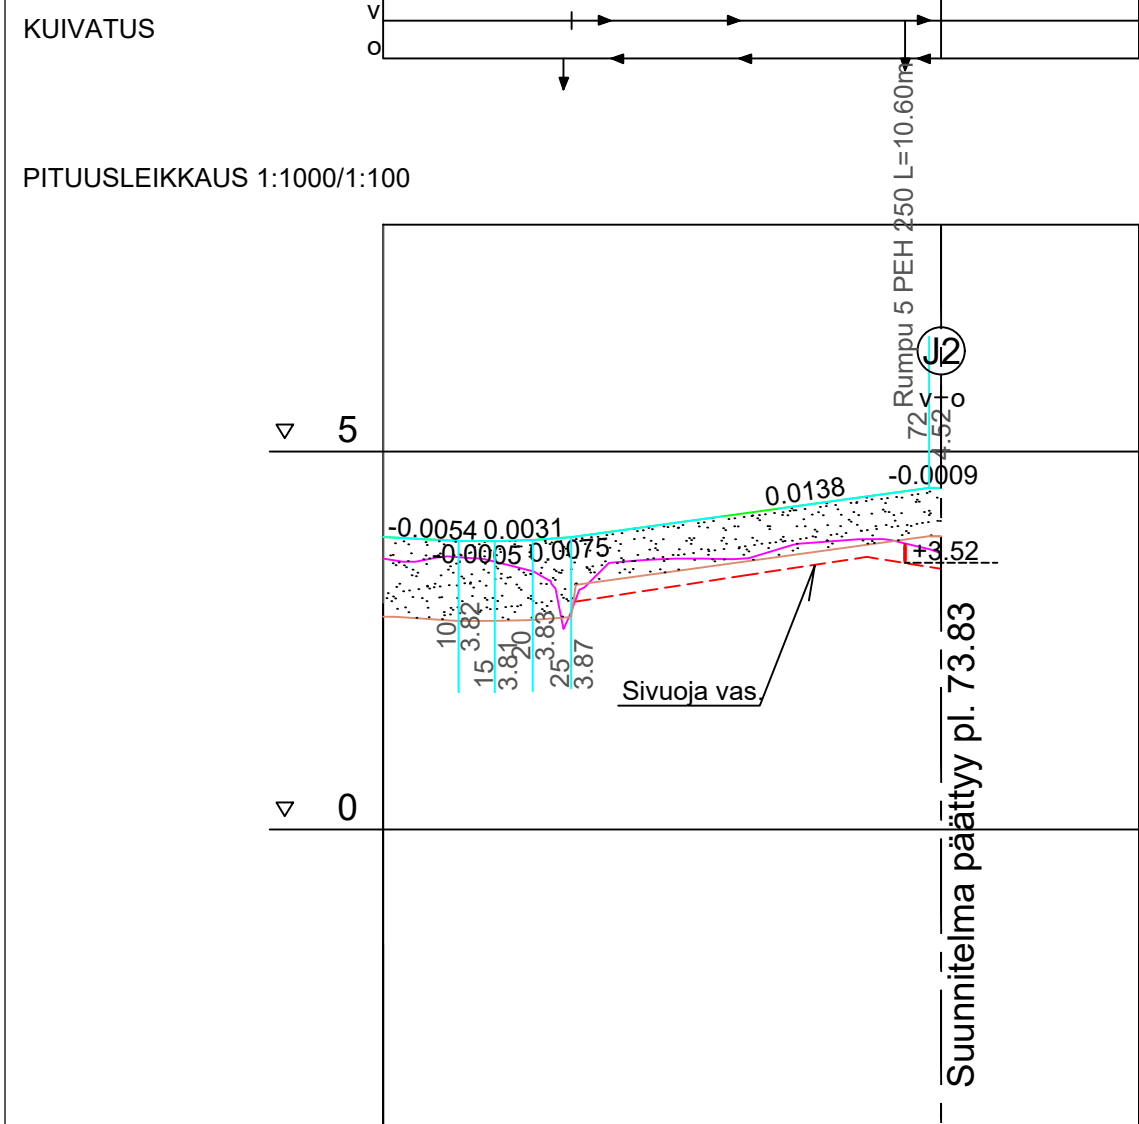 v
KUIVATUS
o
PITUUSLEIKKAUS 1:1000/1:100
Rumpu 5 PEH 250 L=10.60m
J2
v o
72
4.52
5
-0.0009
0.0138
-0.0054
0.0031
-0.0005
0.0075
+3.52
10
3.82
15
3.81
20
3.83
25
3.87
Sivuoja vas.
0
Suunnitelma päättyy pl. 73.83